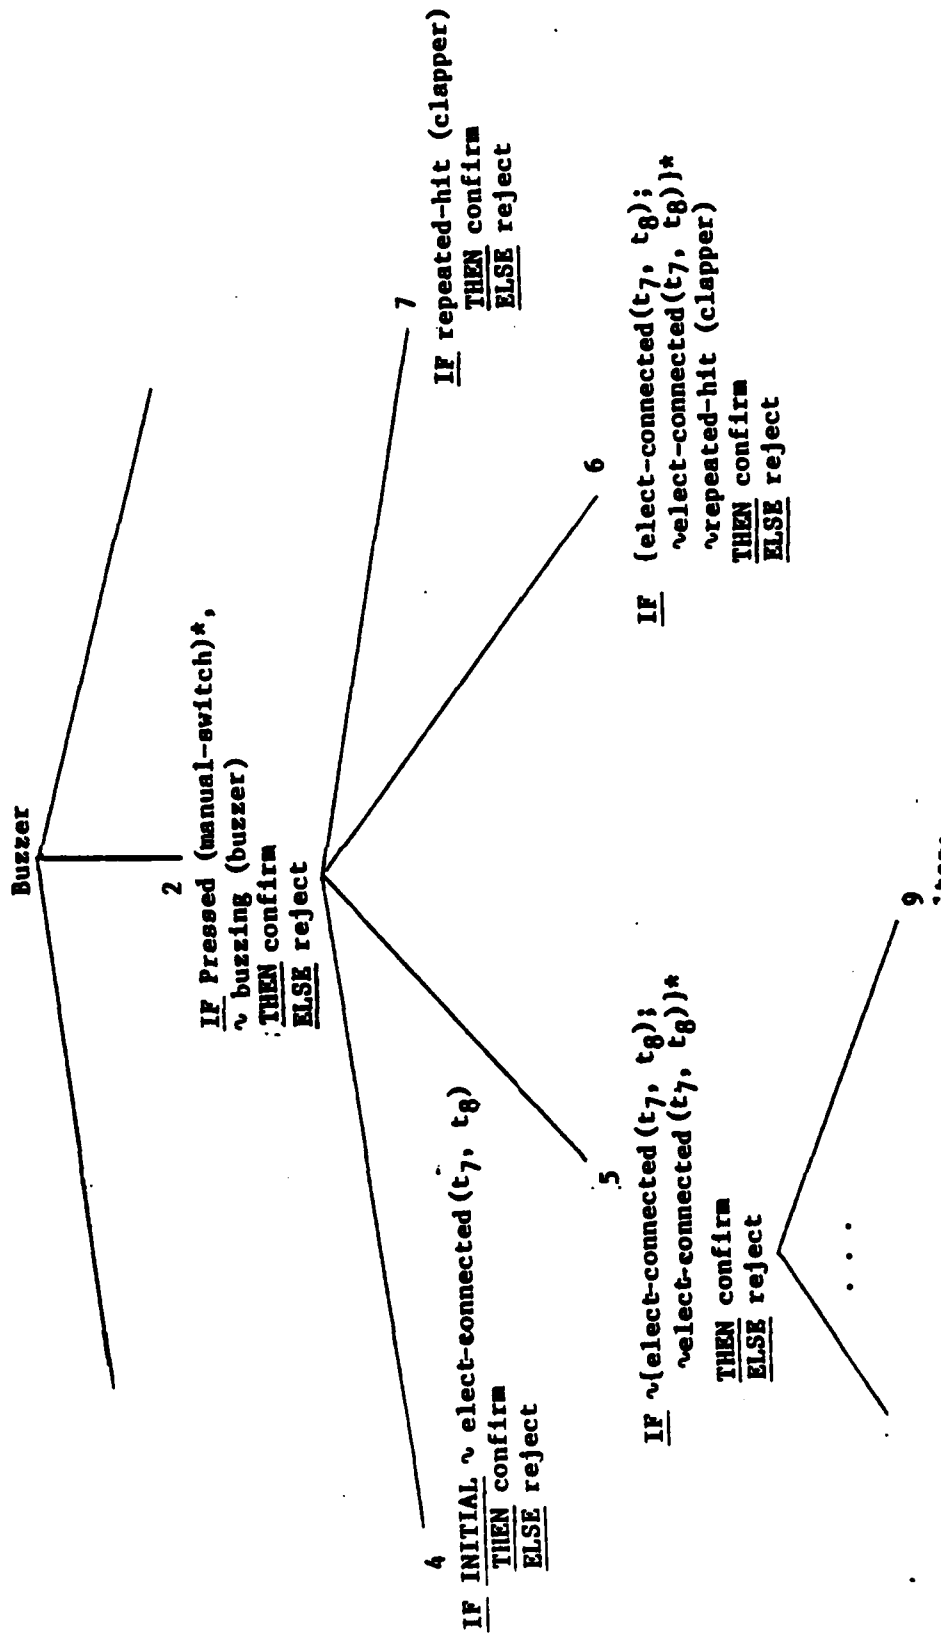 Buzzer
2
IF Pressed (manual-switch)*,
~ buzzing (buzzer)
THEN confirm
ELSE reject
4
IF INITIAL ~ elect-connected(t7, t8)
THEN confirm
ELSE reject
5
IF ~{elect-connected(t7, t8);
~elect-connected(t7, t8)}*
THEN confirm
ELSE reject
6
IF {elect-connected(t7, t8);
~elect-connected(t7, t8)}*
~repeated-hit (clapper)
THEN confirm
ELSE reject
7
IF repeated-hit (clapper)
THEN confirm
ELSE reject
. . .
9